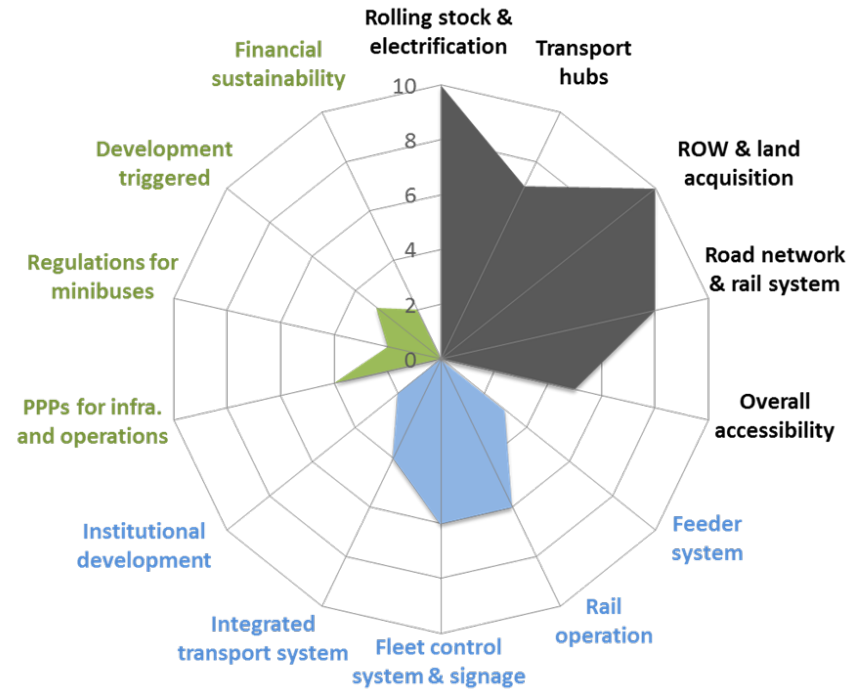 Rolling stock &
electrification
Transport
hubs
ROW & land
acquisition
Road network
& rail system
Overall
accessibility
Feeder
system
Rail
operation
Fleet control
system & signage
Integrated
transport system
Institutional
development
PPPs for infra.
and operations
Regulations for
minibuses
Development
triggered
Financial
sustainability
10
8
6
4
2
0